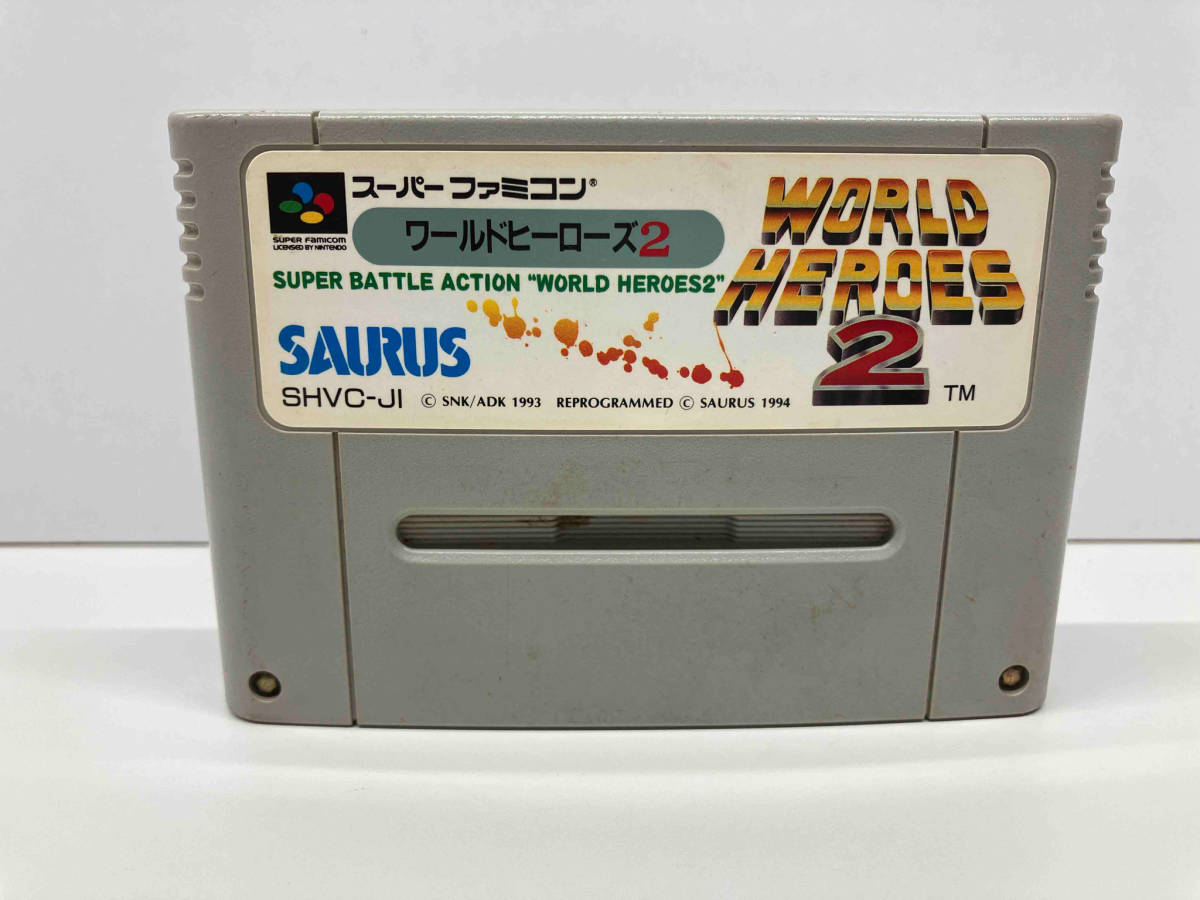 スーパーファミコン®
SUPER FAMICOM
LICENSED BY NINTENDO
ワールドヒーローズ2
SUPER BATTLE ACTION "WORLD HEROES2"
WORLD
HEROES
2 TM
SAURUS
SHVC-JI © SNK/ADK 1993 REPROGRAMMED © SAURUS 1994